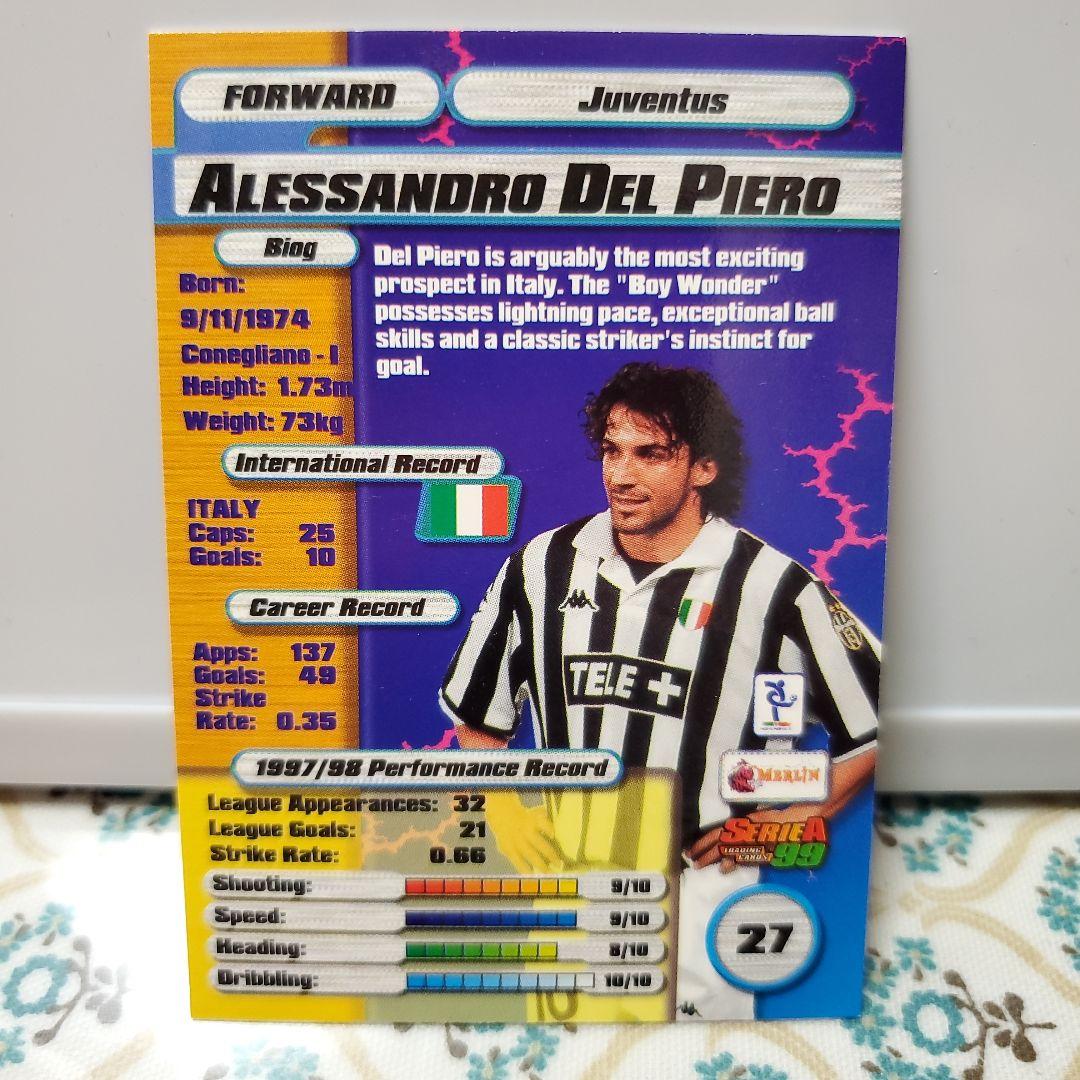 FORWARD
Juventus
ALESSANDRO DEL PIERO
Biog
Born:
9/11/1974
Conegliano - I
Height: 1.73m
Weight: 73kg
Del Piero is arguably the most exciting
prospect in Italy. The "Boy Wonder"
possesses lightning pace, exceptional ball
skills and a classic striker's instinct for
goal.
International Record
ITALY
Caps: 25
Goals: 10
Career Record
Apps: 137
Goals: 49
Strike
Rate: 0.35
TELE +
MERLIN
SERIE A
TRADING
CARDS 99
1997/98 Performance Record
League Appearances: 32
League Goals: 21
Strike Rate: 0.66
Shooting: 9/10
Speed: 9/10
Heading: 8/10
Dribbling: 10/10
27
10